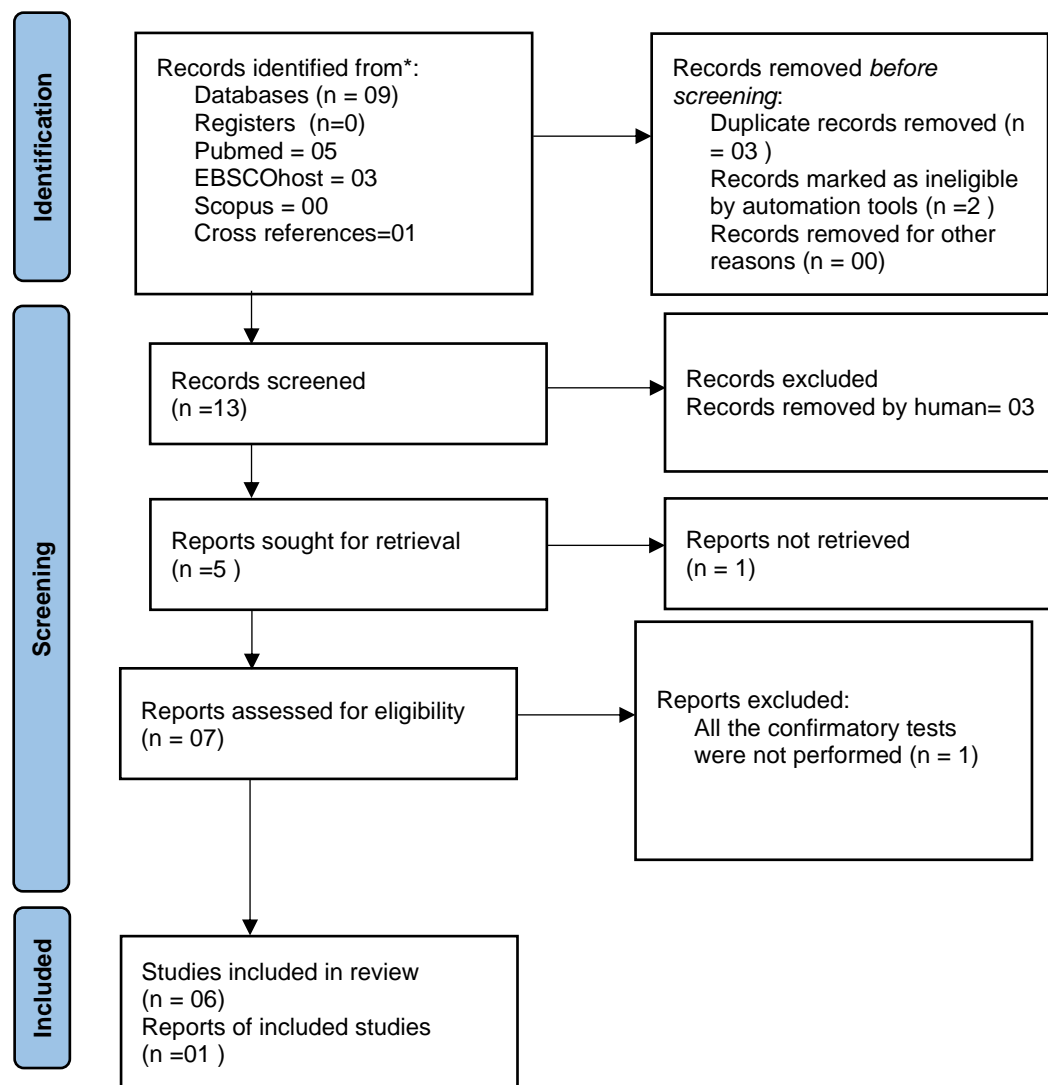 Identification
Records identified from*:
Databases (n = 09)
Registers  (n=0)
Pubmed = 05
EBSCOhost = 03
Scopus = 00
Cross references=01
Records removed before
screening:
Duplicate records removed (n
= 03 )
Records marked as ineligible
by automation tools (n =2 )
Records removed for other
reasons (n = 00)
Screening
Records screened
(n =13)
Records excluded
Records removed by human= 03
Reports sought for retrieval
(n =5 )
Reports not retrieved
(n = 1)
Reports assessed for eligibility
(n = 07)
Reports excluded:
All the confirmatory tests
were not performed (n = 1)
Included
Studies included in review
(n = 06)
Reports of included studies
(n =01 )